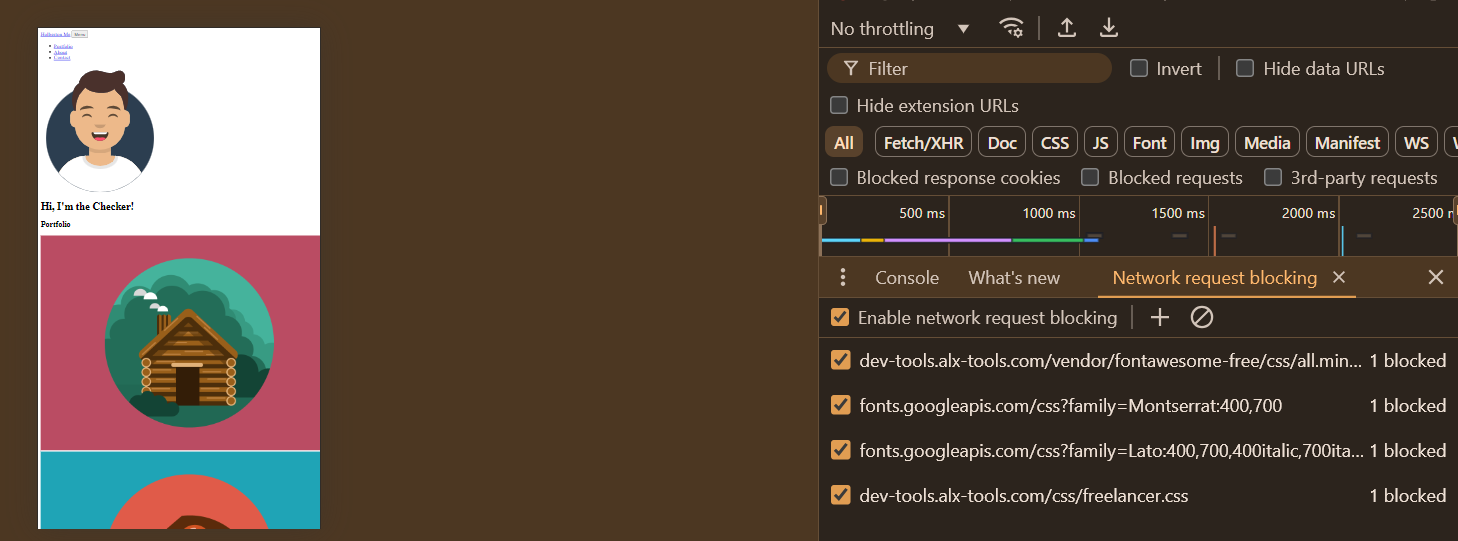 Holberton Me Menu
Portfolio
About
Contact
Hi, I'm the Checker!
Portfolio
No throttling
Filter
Invert
Hide data URLs
Hide extension URLs
All Fetch/XHR Doc CSS JS Font Img Media Manifest WS
Blocked response cookies Blocked requests 3rd-party requests
500 ms 1000 ms 1500 ms 2000 ms 2500 m
Console What's new Network request blocking
Enable network request blocking
dev-tools.alx-tools.com/vendor/fontawesome-free/css/all.min... 1 blocked
fonts.googleapis.com/css?family=Montserrat:400,700 1 blocked
fonts.googleapis.com/css?family=Lato:400,700,400italic,700ita... 1 blocked
dev-tools.alx-tools.com/css/freelancer.css 1 blocked